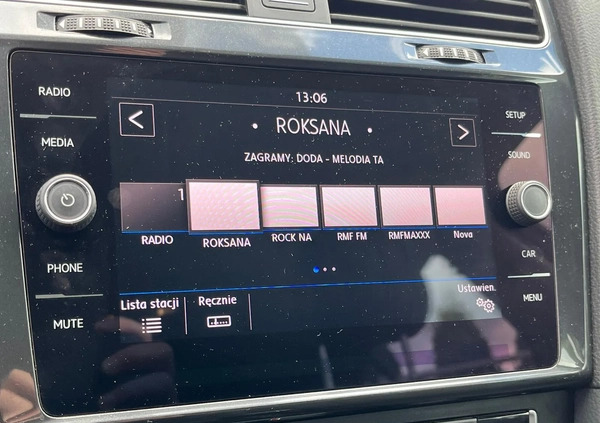 RADIO
MEDIA
PHONE
MUTE
13:06
< • ROKSANA • >
ZAGRAMY: DODA - MELODIA TA
1
RADIO ROKSANA ROCK NA RMF FM RMFMAXXX Nova
Lista stacji Ręcznie Ustawien.
SETUP
SOUND
CAR
MENU